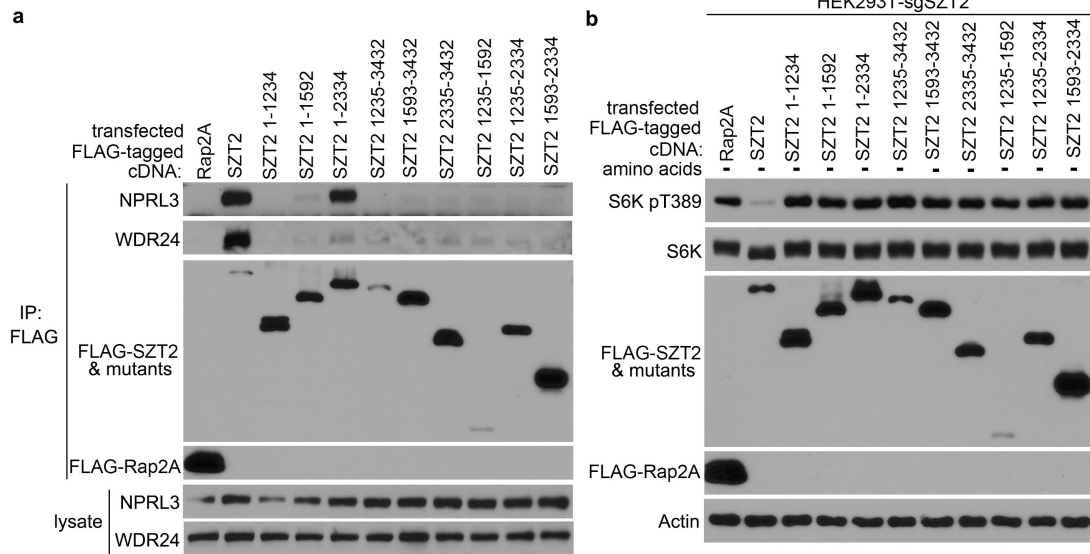 a
transfected
FLAG-tagged
cDNA:
Rap2A
SZT2
SZT2 1-1234
SZT2 1-1592
SZT2 1-2334
SZT2 1235-3432
SZT2 1593-3432
SZT2 2335-3432
SZT2 1235-1592
SZT2 1235-2334
SZT2 1593-2334
IP:
FLAG
NPRL3
WDR24
FLAG-SZT2
& mutants
FLAG-Rap2A
lysate
NPRL3
WDR24
b
HEK293T-sgSZT2
transfected
FLAG-tagged
cDNA:
Rap2A
SZT2
SZT2 1-1234
SZT2 1-1592
SZT2 1-2334
SZT2 1235-3432
SZT2 1593-3432
SZT2 2335-3432
SZT2 1235-1592
SZT2 1235-2334
SZT2 1593-2334
amino acids - - - - - - - - - - -
S6K pT389
S6K
FLAG-SZT2
& mutants
FLAG-Rap2A
Actin